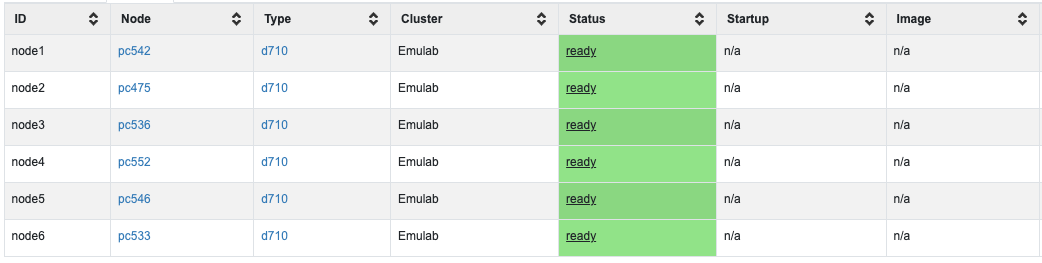 ID Node Type Cluster Status Startup Image
node1 pc542 d710 Emulab ready n/a n/a
node2 pc475 d710 Emulab ready n/a n/a
node3 pc536 d710 Emulab ready n/a n/a
node4 pc552 d710 Emulab ready n/a n/a
node5 pc546 d710 Emulab ready n/a n/a
node6 pc533 d710 Emulab ready n/a n/a